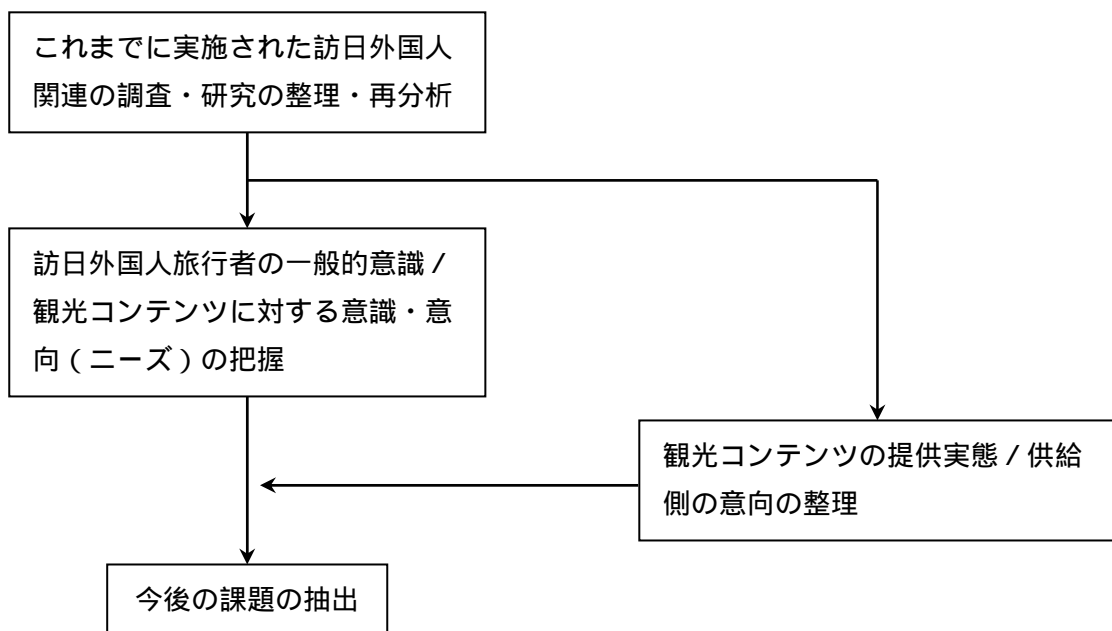 これまでに実施された訪日外国人
関連の調査・研究の整理・再分析
訪日外国人旅行者の一般的意識/
観光コンテンツに対する意識・意
向(ニーズ)の把握
観光コンテンツの提供実態/供給
側の意向の整理
今後の課題の抽出